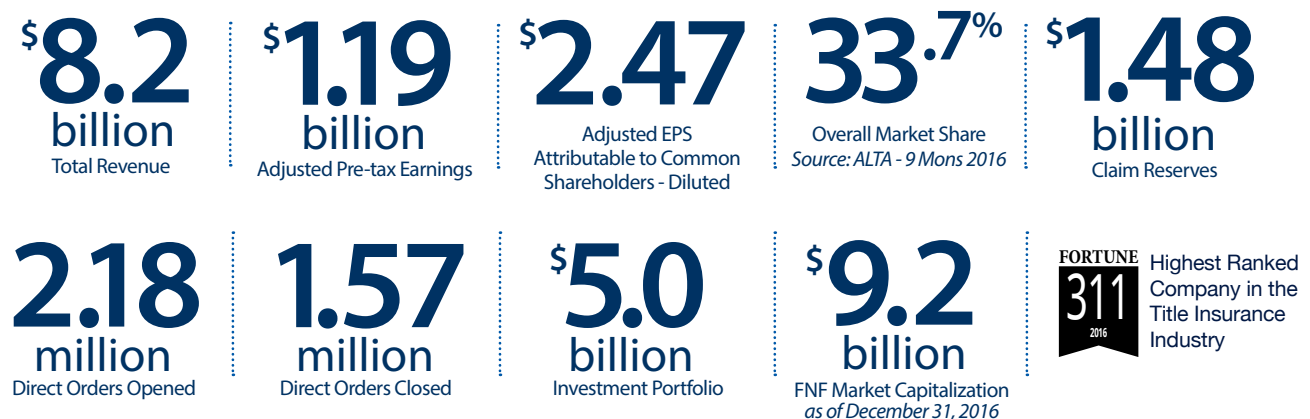 $8.2
billion
Total Revenue
$1.19
billion
Adjusted Pre-tax Earnings
$2.47
Adjusted EPS
Attributable to Common
Shareholders - Diluted
33.7%
Overall Market Share
Source: ALTA - 9 Mons 2016
$1.48
billion
Claim Reserves
2.18
million
Direct Orders Opened
1.57
million
Direct Orders Closed
$5.0
billion
Investment Portfolio
$9.2
billion
FNF Market Capitalization
as of December 31, 2016
FORTUNE
311
2016
Highest Ranked
Company in the
Title Insurance
Industry